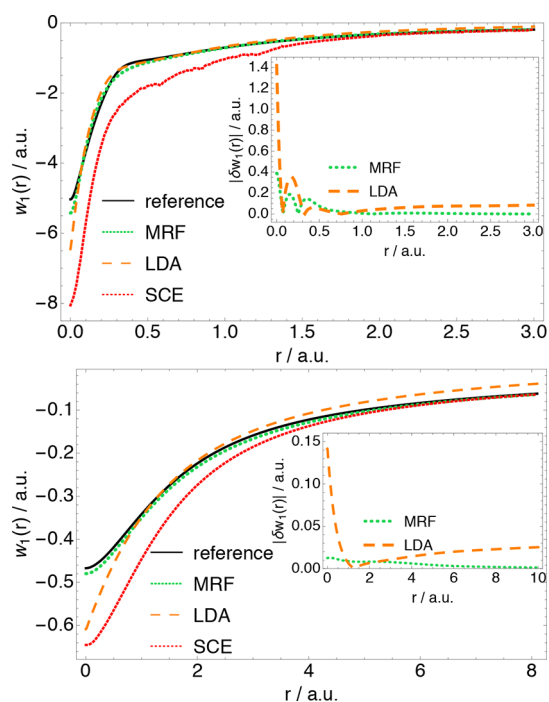 0
−2
−4
−6
−8
w₁(r) / a.u.
0.0 0.5 1.0 1.5 2.0 2.5 3.0
r / a.u.
reference
MRF
LDA
SCE
1.4
1.2
1.0
0.8
0.6
0.4
0.2
0.0
|δw₁(r)| / a.u.
MRF
LDA
0.0 0.5 1.0 1.5 2.0 2.5 3.0
r / a.u.
−0.1
−0.2
−0.3
−0.4
−0.5
−0.6
w₁(r) / a.u.
0 2 4 6 8
r / a.u.
reference
MRF
LDA
SCE
0.15
0.10
0.05
0.00
|δw₁(r)| / a.u.
MRF
LDA
0 2 4 6 8 10
r / a.u.